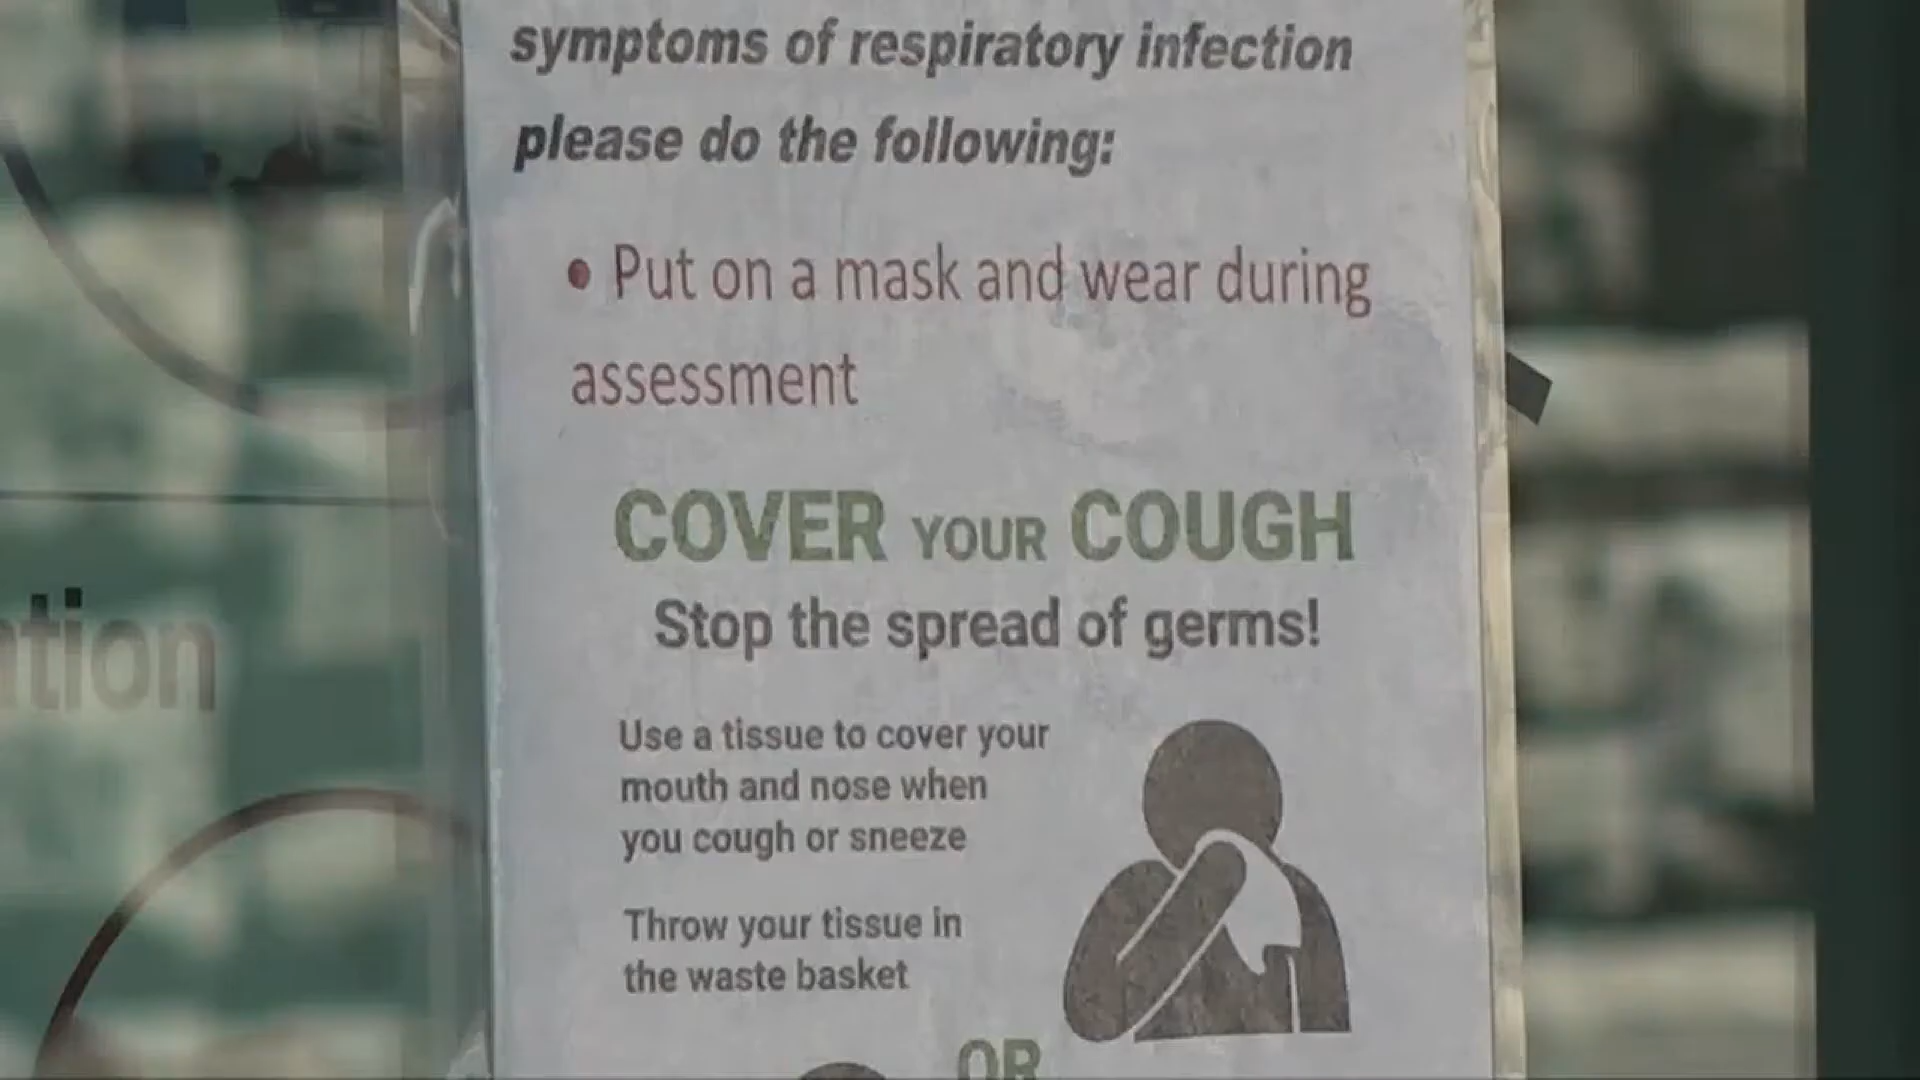 symptoms of respiratory infection
please do the following:
• Put on a mask and wear during
assessment
COVER YOUR COUGH
Stop the spread of germs!
Use a tissue to cover your
mouth and nose when
you cough or sneeze
Throw your tissue in
the waste basket
OR
ation